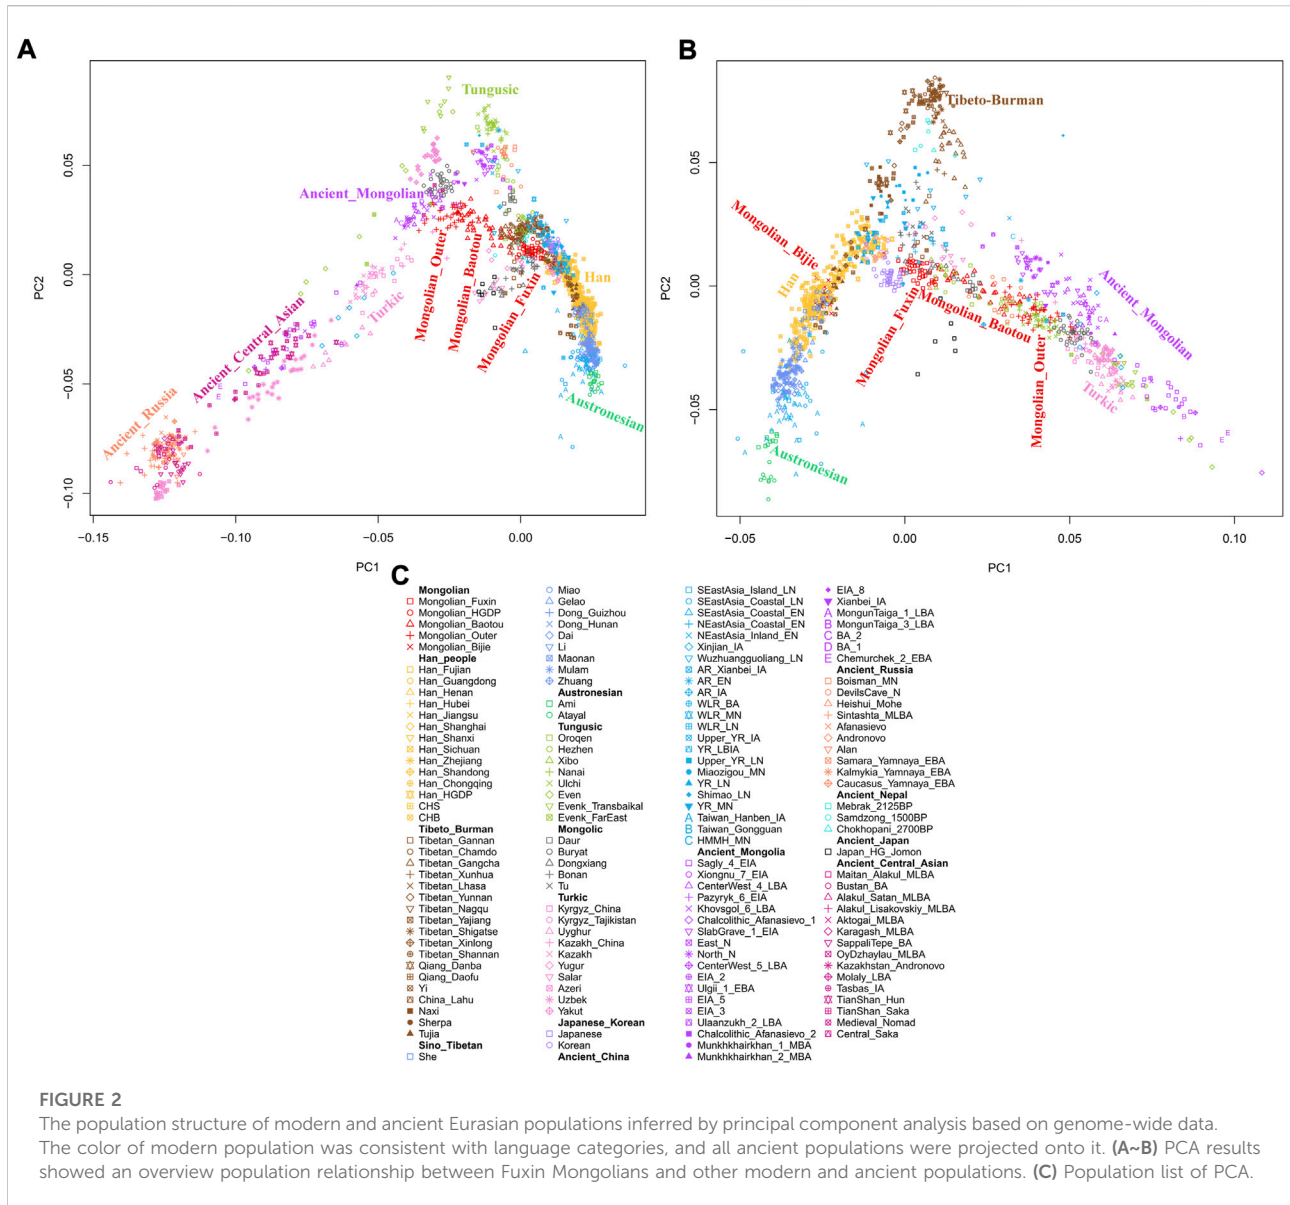 A
B
Tungusic
Ancient_Mongolian
Mongolian_Outer
Mongolian_Baotou
Mongolian_Fuxin
Han
Turkic
Ancient_Central_Asian
Ancient_Russia
Austronesian
PC2
0.05
0.00
−0.05
−0.10
−0.15
−0.10
−0.05
0.00
PC1
Tibeto-Burman
Mongolian_Bijie
Han
Mongolian_Fuxin
Mongolian_Baotou
Mongolian_Outer
Ancient_Mongolian
Turkic
Austronesian
PC2
0.05
0.00
−0.05
−0.05
0.00
0.05
0.10
PC1
C
Mongolian
Mongolian_Fuxin
Mongolian_HGDP
Mongolian_Baotou
Mongolian_Outer
Mongolian_Bijie
Han_people
Han_Fujian
Han_Guangdong
Han_Henan
Han_Hubei
Han_Jiangsu
Han_Shanghai
Han_Shanxi
Han_Sichuan
Han_Zhejiang
Han_Shandong
Han_Chongqing
Han_HGDP
CHS
CHB
Tibeto_Burman
Tibetan_Gannan
Tibetan_Chamdo
Tibetan_Gangcha
Tibetan_Xunhua
Tibetan_Lhasa
Tibetan_Yunnan
Tibetan_Nagqu
Tibetan_Yajiang
Tibetan_Shigatse
Tibetan_Xinlong
Tibetan_Shannan
Qiang_Danba
Qiang_Daofu
Yi
China_Lahu
Naxi
Sherpa
Tujia
Sino_Tibetan
She
Miao
Gelao
Dong_Guizhou
Dong_Hunan
Dai
Li
Maonan
Mulam
Zhuang
Austronesian
Ami
Atayal
Tungusic
Oroqen
Hezhen
Xibo
Nanai
Ulchi
Even
Evenk_Transbaikal
Evenk_FarEast
Mongolic
Daur
Buryat
Dongxiang
Bonan
Tu
Turkic
Kyrgyz_China
Kyrgyz_Tajikistan
Uyghur
Kazakh_China
Kazakh
Yugur
Salar
Azeri
Uzbek
Yakut
Japanese_Korean
Japanese
Korean
Ancient_China
SEastAsia_Island_LN
SEastAsia_Coastal_LN
SEastAsia_Coastal_EN
NEastAsia_Coastal_EN
NEastAsia_Inland_EN
Xinjian_IA
Wuzhuangguoliang_LN
AR_Xianbei_IA
AR_EN
AR_IA
WLR_BA
WLR_MN
WLR_LN
Upper_YR_IA
YR_LBIA
Upper_YR_LN
Miaozigou_MN
YR_LN
Shimao_LN
YR_MN
Taiwan_Hanben_IA
Taiwan_Gongguan
HMMH_MN
Ancient_Mongolia
Sagly_4_EIA
Xiongnu_7_EIA
CenterWest_4_LBA
Pazyryk_6_EIA
Khovsgol_6_LBA
Chalcolithic_Afanasievo_1
SlabGrave_1_EIA
East_N
North_N
CenterWest_5_LBA
EIA_2
Ulgii_1_EBA
EIA_5
EIA_3
Ulaanzukh_2_LBA
Chalcolithic_Afanasievo_2
Munkhkhairkhan_1_MBA
Munkhkhairkhan_2_MBA
EIA_8
Xianbei_IA
A MongunTaiga_1_LBA
B MongunTaiga_3_LBA
C BA_2
D BA_1
E Chemurchek_2_EBA
Ancient_Russia
Boisman_MN
DevilsCave_N
Heishui_Mohe
Sintashta_MLBA
Afanasievo
Andronovo
Alan
Samara_Yamnaya_EBA
Kalmykia_Yamnaya_EBA
Caucasus_Yamnaya_EBA
Ancient_Nepal
Mebrak_2125BP
Samdzong_1500BP
Chokhopani_2700BP
Ancient_Japan
Japan_HG_Jomon
Ancient_Central_Asian
Maitan_Alakul_MLBA
Bustan_BA
Alakul_Satan_MLBA
Alakul_Lisakovskiy_MLBA
Aktogai_MLBA
Karagash_MLBA
SappaliTepe_BA
OyDzhaylau_MLBA
Kazakhstan_Andronovo
Molaly_LBA
Tasbas_IA
TianShan_Hun
TianShan_Saka
Medieval_Nomad
Central_Saka
FIGURE 2
The population structure of modern and ancient Eurasian populations inferred by principal component analysis based on genome-wide data.
The color of modern population was consistent with language categories, and all ancient populations were projected onto it. (A~B) PCA results
showed an overview population relationship between Fuxin Mongolians and other modern and ancient populations. (C) Population list of PCA.